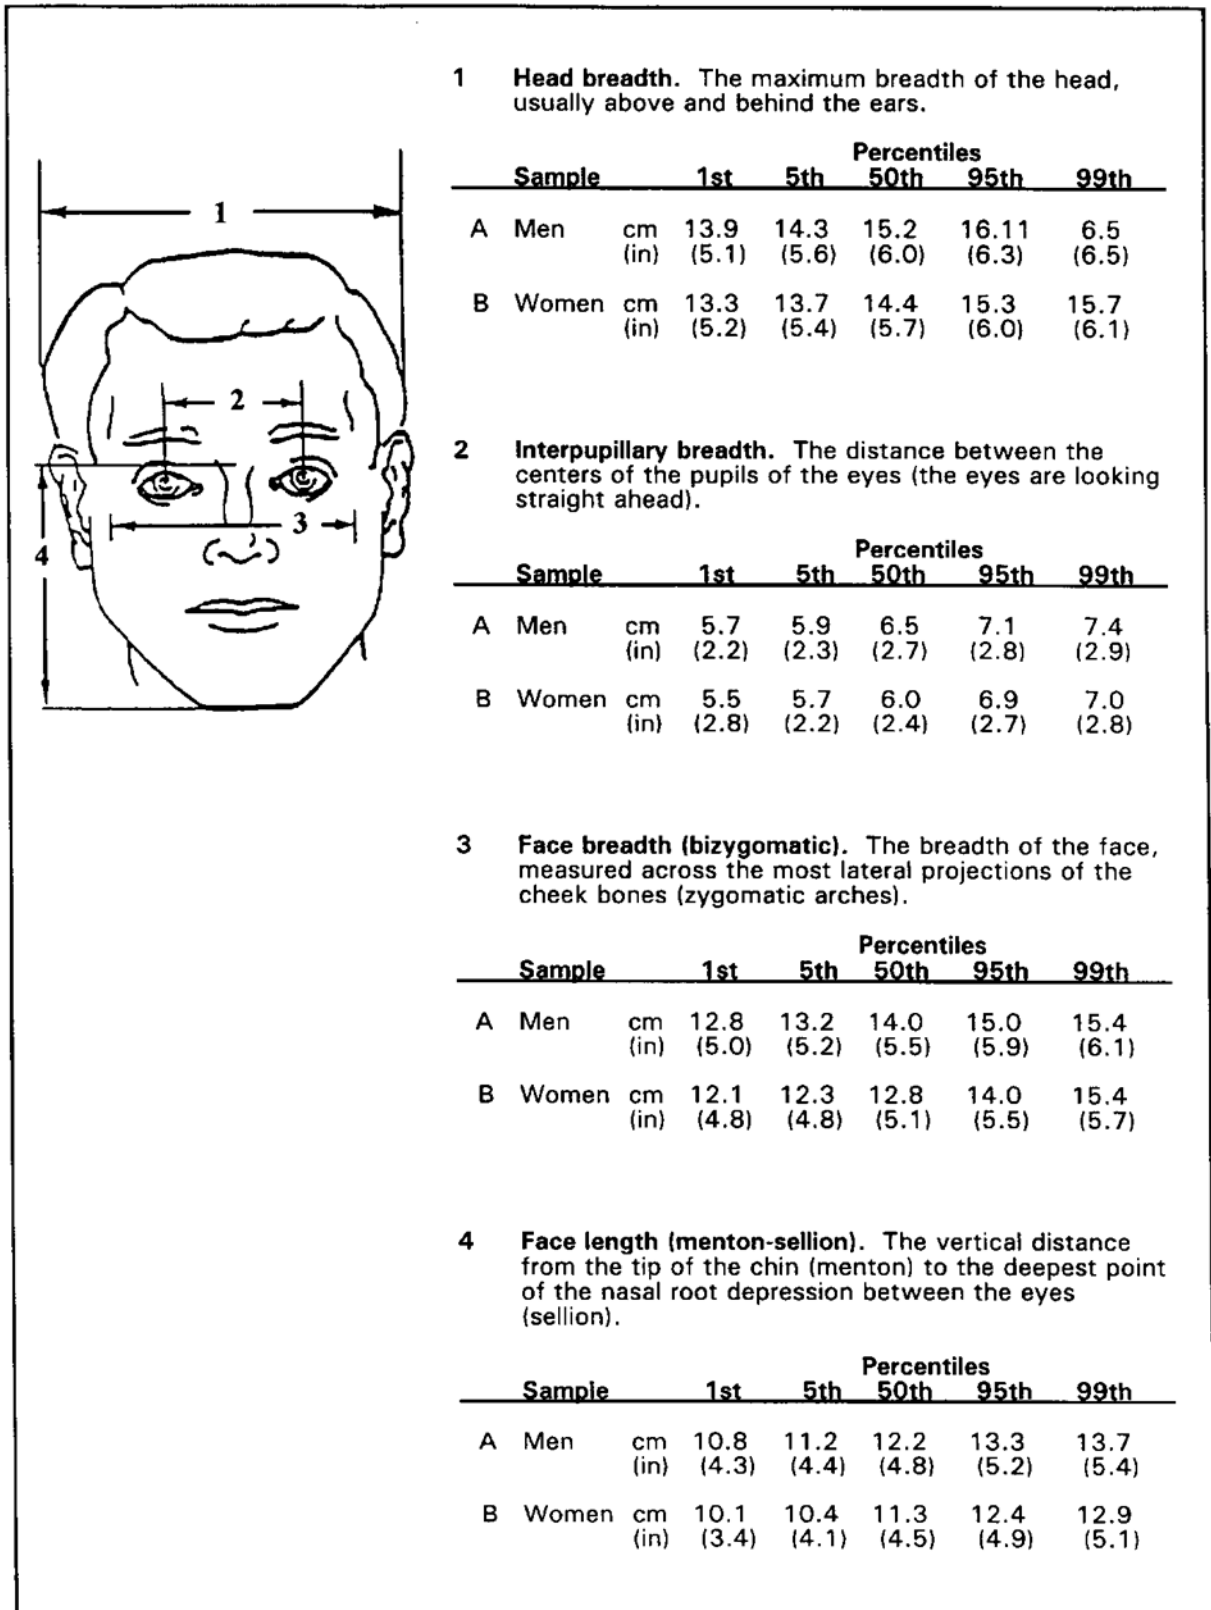 1 Head breadth. The maximum breadth of the head,
usually above and behind the ears.
Percentiles
Sample 1st 5th 50th 95th 99th
A Men cm 13.9 14.3 15.2 16.11 6.5
(in) (5.1) (5.6) (6.0) (6.3) (6.5)
B Women cm 13.3 13.7 14.4 15.3 15.7
(in) (5.2) (5.4) (5.7) (6.0) (6.1)
1
2
3
4
2 Interpupillary breadth. The distance between the
centers of the pupils of the eyes (the eyes are looking
straight ahead).
Percentiles
Sample 1st 5th 50th 95th 99th
A Men cm 5.7 5.9 6.5 7.1 7.4
(in) (2.2) (2.3) (2.7) (2.8) (2.9)
B Women cm 5.5 5.7 6.0 6.9 7.0
(in) (2.8) (2.2) (2.4) (2.7) (2.8)
3 Face breadth (bizygomatic). The breadth of the face,
measured across the most lateral projections of the
cheek bones (zygomatic arches).
Percentiles
Sample 1st 5th 50th 95th 99th
A Men cm 12.8 13.2 14.0 15.0 15.4
(in) (5.0) (5.2) (5.5) (5.9) (6.1)
B Women cm 12.1 12.3 12.8 14.0 15.4
(in) (4.8) (4.8) (5.1) (5.5) (5.7)
4 Face length (menton-sellion). The vertical distance
from the tip of the chin (menton) to the deepest point
of the nasal root depression between the eyes
(sellion).
Percentiles
Sample 1st 5th 50th 95th 99th
A Men cm 10.8 11.2 12.2 13.3 13.7
(in) (4.3) (4.4) (4.8) (5.2) (5.4)
B Women cm 10.1 10.4 11.3 12.4 12.9
(in) (3.4) (4.1) (4.5) (4.9) (5.1)